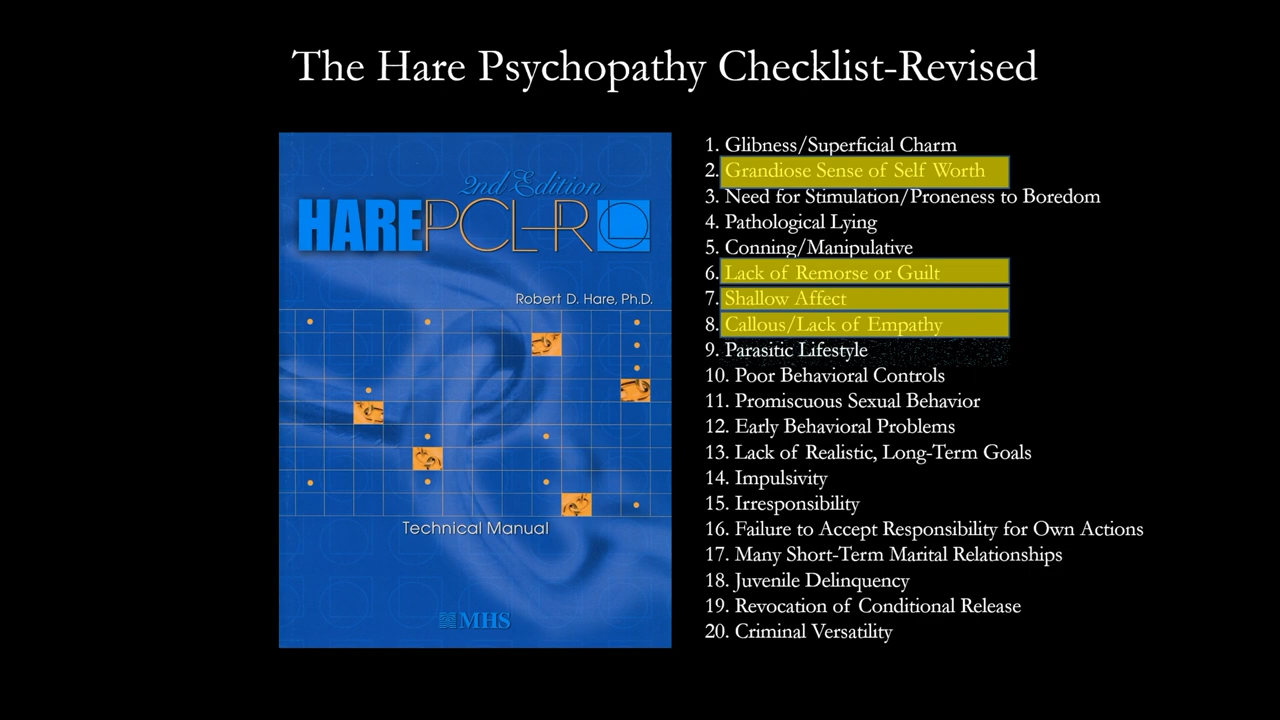 The Hare Psychopathy Checklist-Revised
2nd Edition
HARE PCL-R
Robert D. Hare, Ph.D.
Technical Manual
MHS
1. Glibness/Superficial Charm
2. Grandiose Sense of Self Worth
3. Need for Stimulation/Proneness to Boredom
4. Pathological Lying
5. Conning/Manipulative
6. Lack of Remorse or Guilt
7. Shallow Affect
8. Callous/Lack of Empathy
9. Parasitic Lifestyle
10. Poor Behavioral Controls
11. Promiscuous Sexual Behavior
12. Early Behavioral Problems
13. Lack of Realistic, Long-Term Goals
14. Impulsivity
15. Irresponsibility
16. Failure to Accept Responsibility for Own Actions
17. Many Short-Term Marital Relationships
18. Juvenile Delinquency
19. Revocation of Conditional Release
20. Criminal Versatility